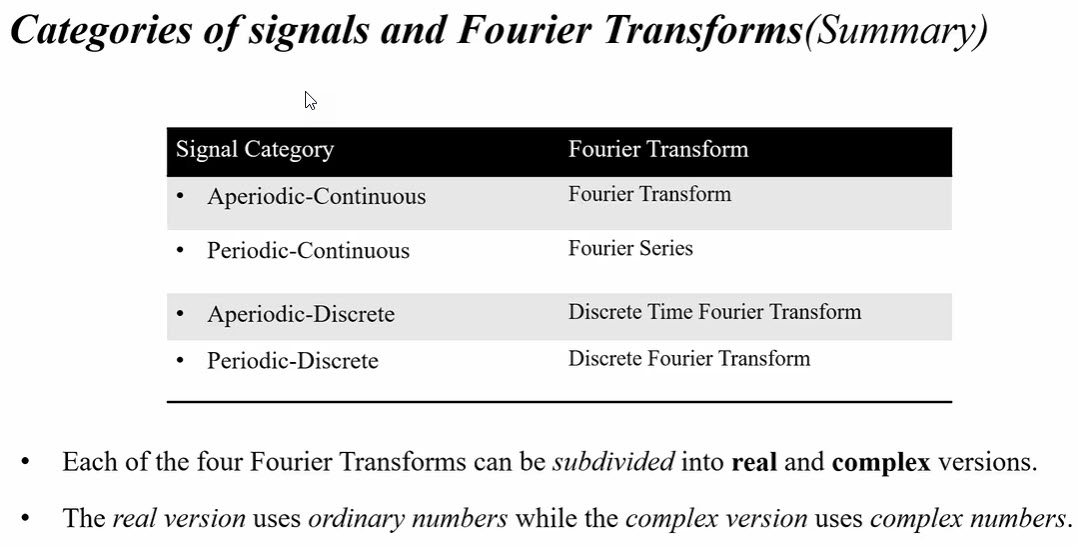 Categories of signals and Fourier Transforms(Summary)
Signal Category Fourier Transform
• Aperiodic-Continuous Fourier Transform
• Periodic-Continuous Fourier Series
• Aperiodic-Discrete Discrete Time Fourier Transform
• Periodic-Discrete Discrete Fourier Transform
• Each of the four Fourier Transforms can be subdivided into real and complex versions.
• The real version uses ordinary numbers while the complex version uses complex numbers.